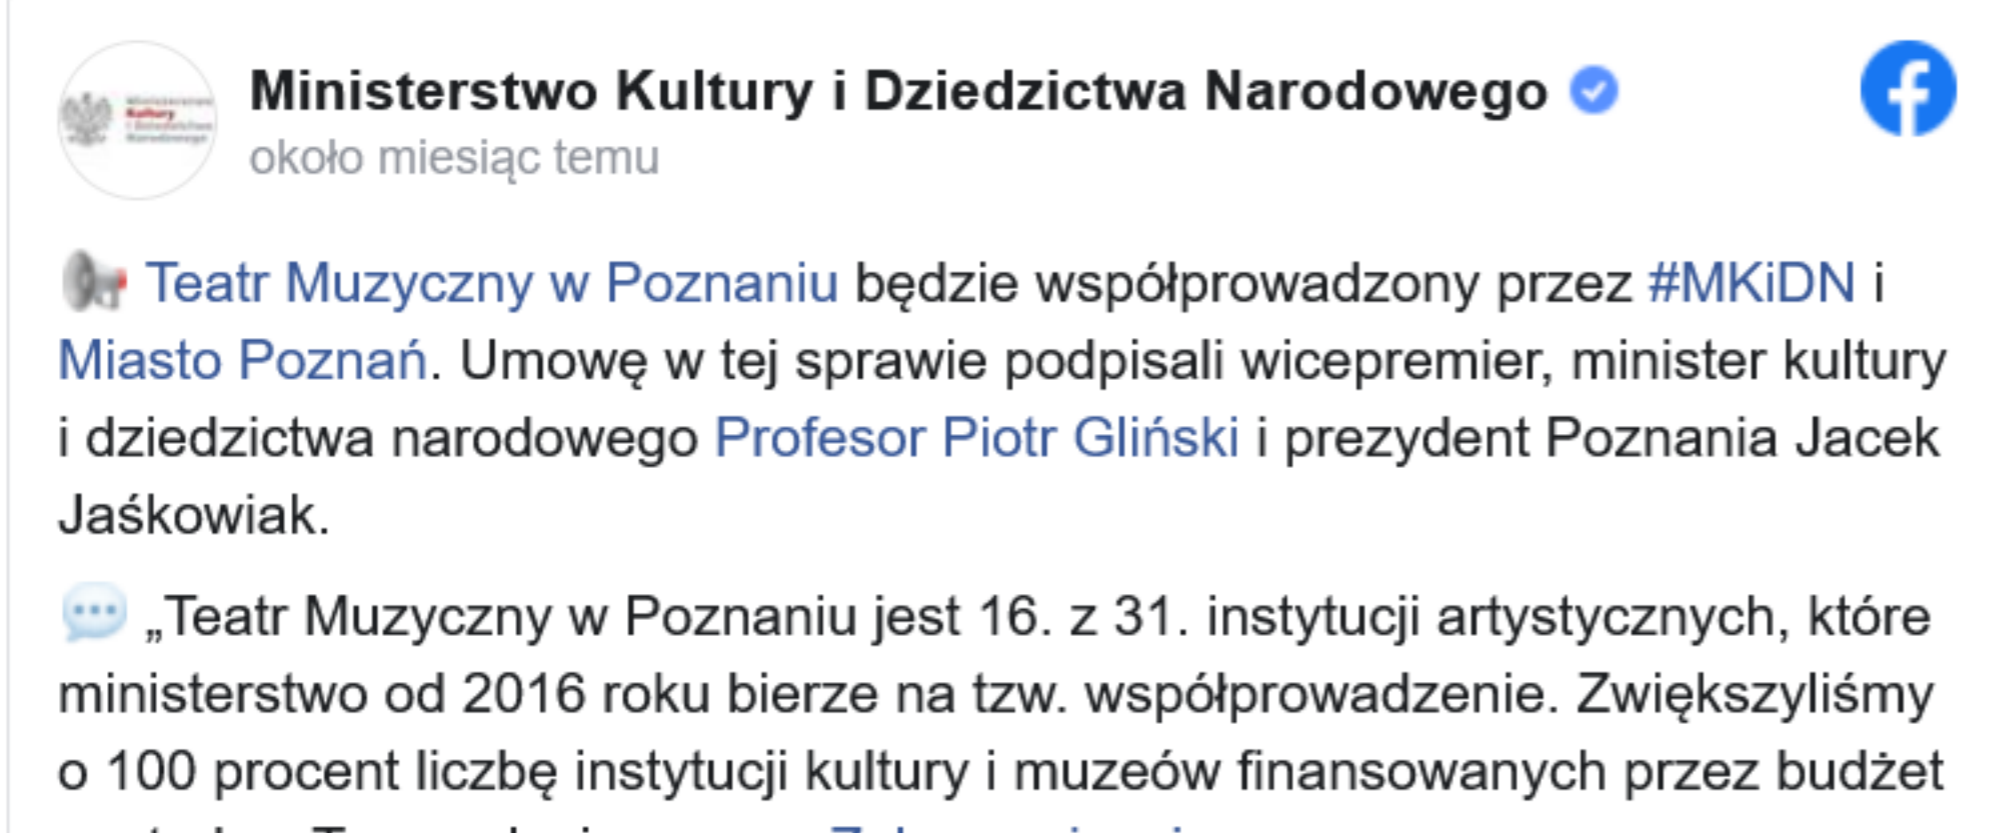 Ministerstwo Kultury i Dziedzictwa Narodowego
Kultury
około miesiąc temu
Teatr Muzyczny w Poznaniu będzie współprowadzony przez #MKiDN i
Miasto Poznań. Umowę w tej sprawie podpisali wicepremier, minister kultury
i dziedzictwa narodowego Profesor Piotr Gliński i prezydent Poznania Jacek
Jaśkowiak.
„Teatr Muzyczny w Poznaniu jest 16. z 31. instytucji artystycznych, które
ministerstwo od 2016 roku bierze na tzw. współprowadzenie. Zwiększyliśmy
o 100 procent liczbę instytucji kultury i muzeów finansowanych przez budżet